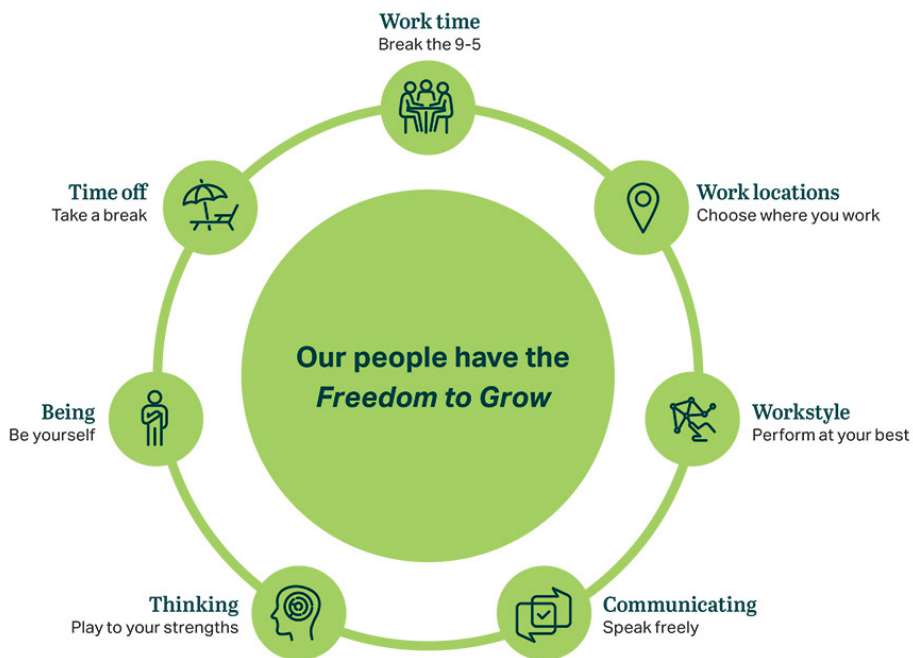 Work time
Break the 9-5
Work locations
Choose where you work
Workstyle
Perform at your best
Communicating
Speak freely
Thinking
Play to your strengths
Being
Be yourself
Time off
Take a break
Our people have the
Freedom to Grow